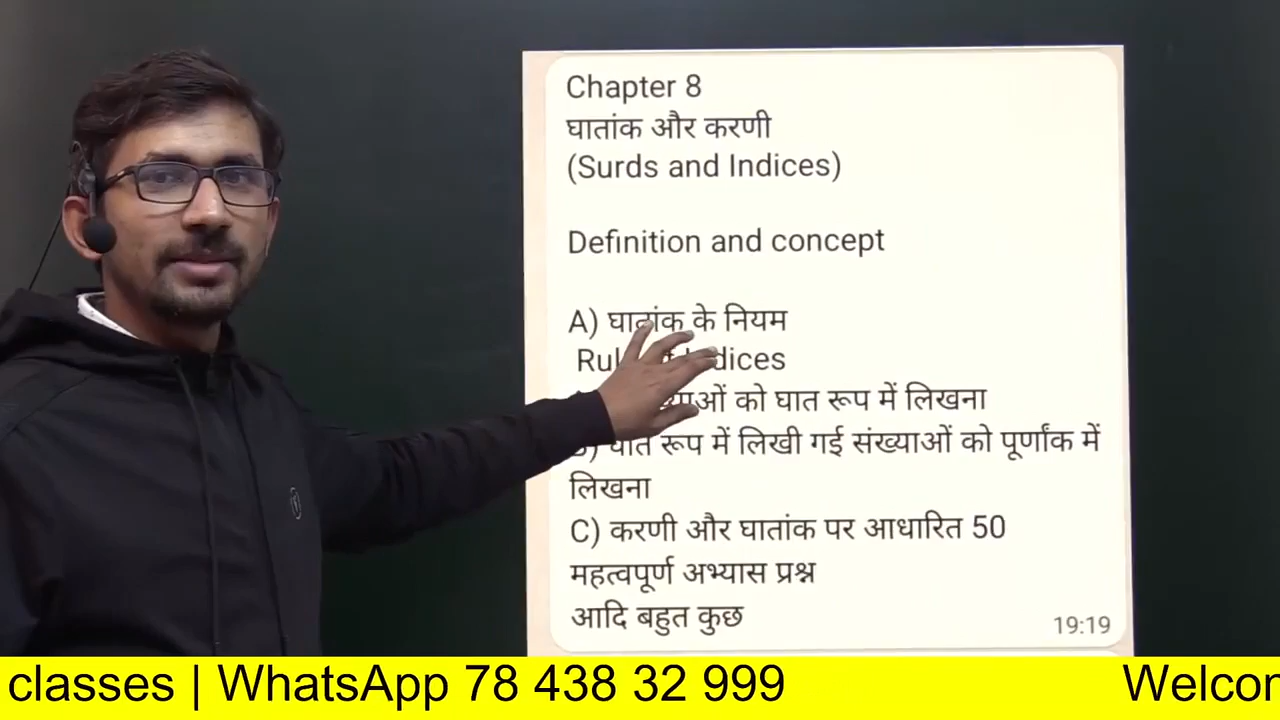 Chapter 8
घातांक और करणी
(Surds and Indices)
Definition and concept
A) घातांक के नियम
को घात रूप में लिखना
घात रूप में लिखी गई संख्याओं को पूर्णांक में
लिखना
C) करणी और घातांक पर आधारित 50
महत्वपूर्ण अभ्यास प्रश्न
आदि बहुत कुछ
19:19
classes | WhatsApp 78 438 32 999